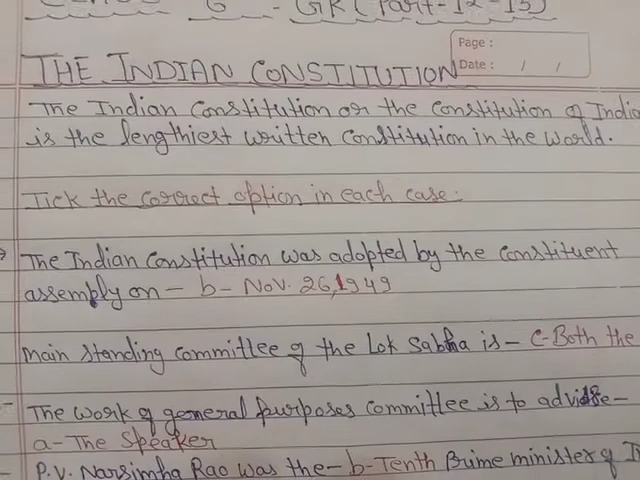 G - GK (Part-12-13)
Page :
Date : / /
THE INDIAN CONSTITUTION
The Indian Constitution or the constitution of India
is the lengthiest written constitution in the world.
Tick the correct option in each case:
The Indian Constitution was adopted by the constituent
assembly on - b - Nov. 26, 1949
main standing committee of the Lok Sabha is - C-Both the
The work of general purposes committee is to advise-
a- The Speaker
P.V. Narsimha Rao was the - b- Tenth Prime minister of